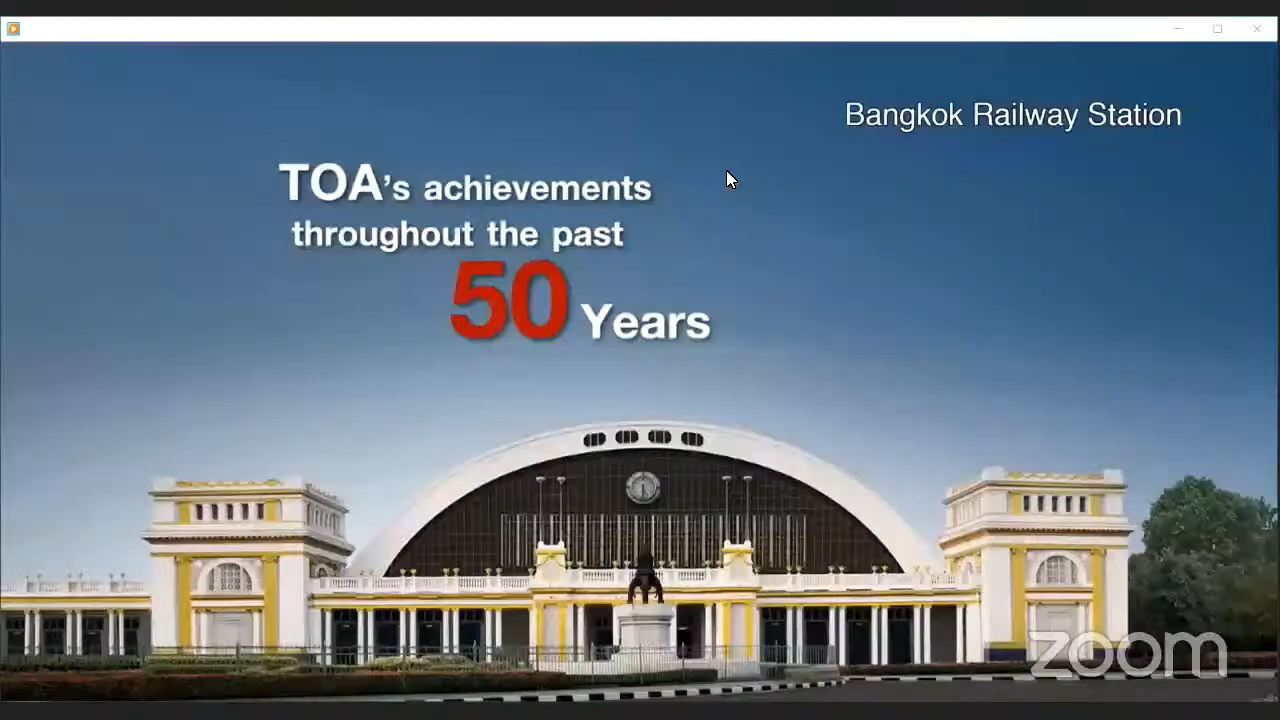 Bangkok Railway Station
TOA's achievements
throughout the past
50 Years
zoom